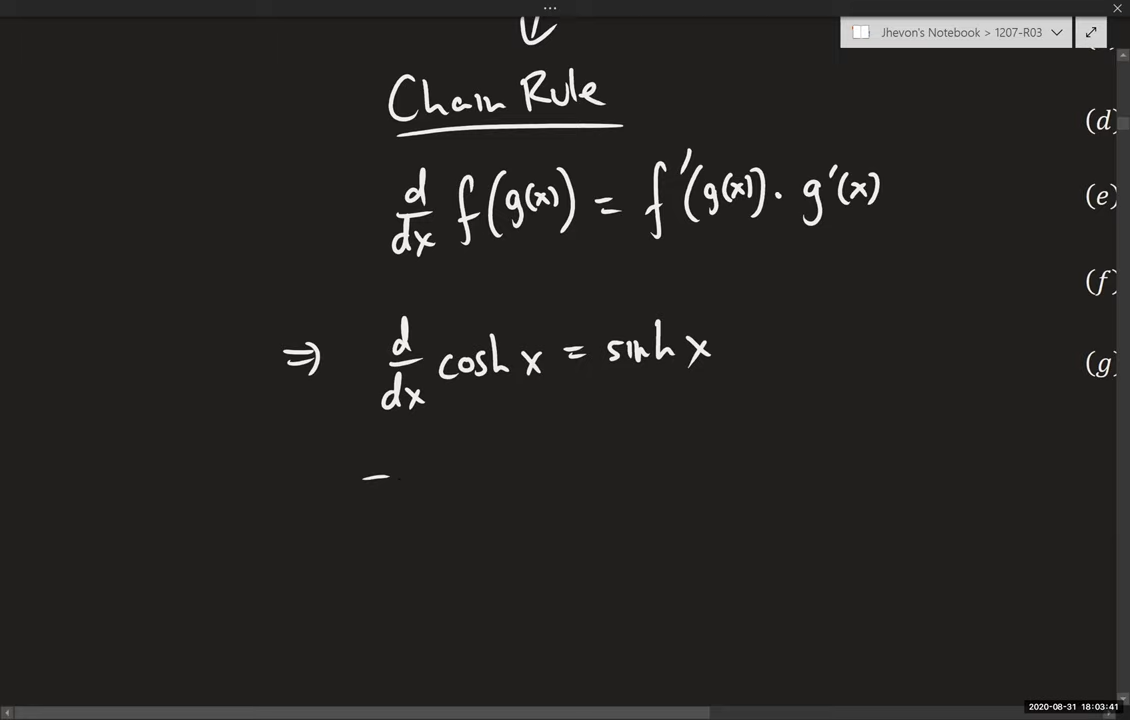 Jhevon's Notebook > 1207-R03
Chain Rule
(d)
d/dx f(g(x)) = f'(g(x)) · g'(x)
(e)
(f)
⇒ d/dx cosh x = sinh x
(g)
2020-08-31 18:03:41